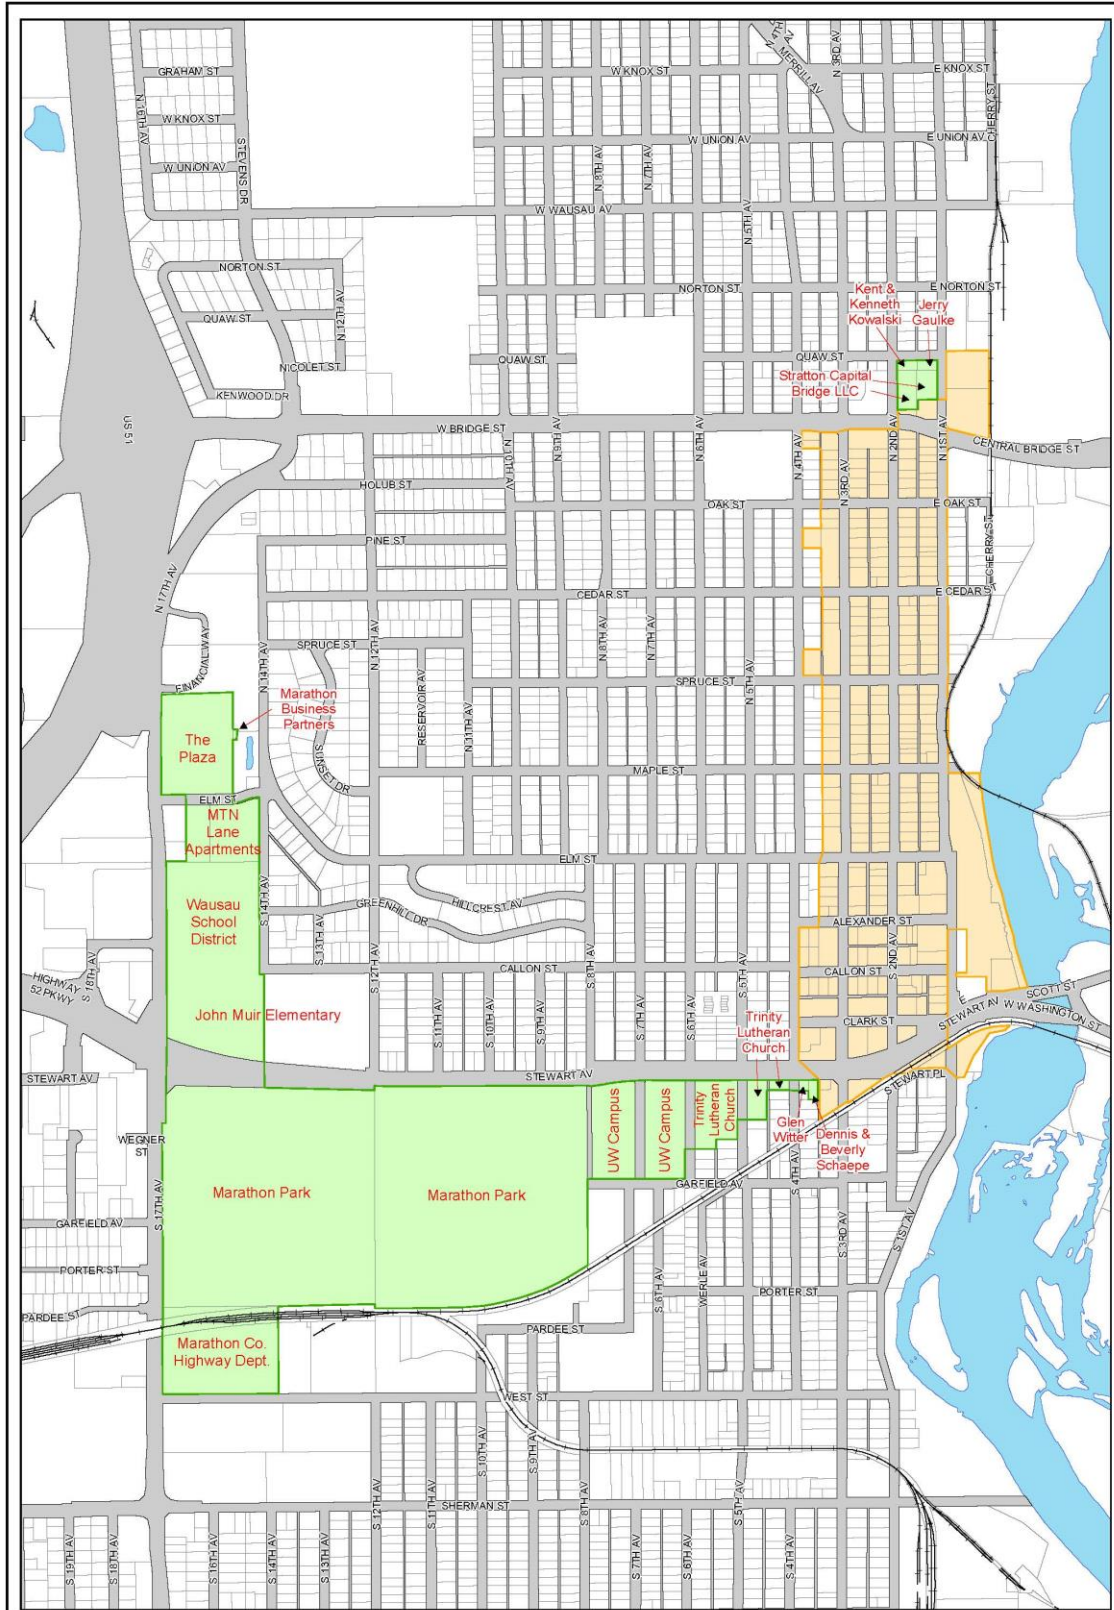 N 4TH AV
N 3RD AV
MERRILL AV
GRAHAM ST
W KNOX ST
E KNOX ST
CHERRY ST
N 16TH AV
W KNOX ST
STEVENS DR
W UNION AV
E UNION AV
W UNION AV
N 8TH AV
N 7TH AV
W WAUSAU AV
N 5TH AV
NORTON ST
N 12TH AV
NORTON ST
E NORTON ST
Kent &
Kenneth
Kowalski
Jerry
Gaulke
QUAW ST
NICOLET ST
QUAW ST
QUAW ST
Stratton Capital
Bridge LLC
KENWOOD DR
US 51
W BRIDGE ST
N 10TH AV
N 9TH AV
N 6TH AV
N 4TH AV
N 2ND AV
N 1ST AV
CENTRAL BRIDGE ST
HOLUB ST
N 3RD AV
OAK ST
E OAK ST
PINE ST
CHERRY ST
N 17TH AV
CEDAR ST
E CEDAR ST
FINANCIAL WAY
N 14TH AV
SPRUCE ST
N 12TH AV
N 8TH AV
N 7TH AV
RESERVOIR AV
N 11TH AV
SPRUCE ST
N 5TH AV
Marathon
Business
Partners
The
Plaza
SUNSET DR
MAPLE ST
ELM ST
MTN
Lane
Apartments
ELM ST
S 14TH AV
Wausau
School
District
HILLCREST AV
GREENHILL DR
S 13TH AV
ALEXANDER ST
S 18TH AV
HIGHWAY
52 PKWY
S 12TH AV
CALLON ST
S 8TH AV
S 5TH AV
CALLON ST
S 2ND AV
John Muir Elementary
S 11TH AV
S 10TH AV
S 9TH AV
S 7TH AV
S 6TH AV
Trinity
Lutheran
Church
CLARK ST
E
STEWART AV
SCOTT ST
W WASHINGTON ST
STEWART AV
STEWART AV
STEWART PL
WEGNER
ST
UW Campus
UW Campus
Trinity
Lutheran
Church
Glen
Witter
Dennis &
Beverly
Schaepe
S 17TH AV
Marathon Park
Marathon Park
GARFIELD AV
S 4TH AV
GARFIELD AV
S 3RD AV
S 1ST AV
PORTER ST
S 6TH AV
WERLE AV
PORTER ST
PARDEE ST
PARDEE ST
Marathon Co.
Highway Dept.
WEST ST
S 10TH AV
S 9TH AV
SHERMAN ST
S 19TH AV
S 18TH AV
S 16TH AV
S 14TH AV
S 13TH AV
S 12TH AV
S 11TH AV
S 8TH AV
S 7TH AV
S 6TH AV
S 5TH AV
S 4TH AV